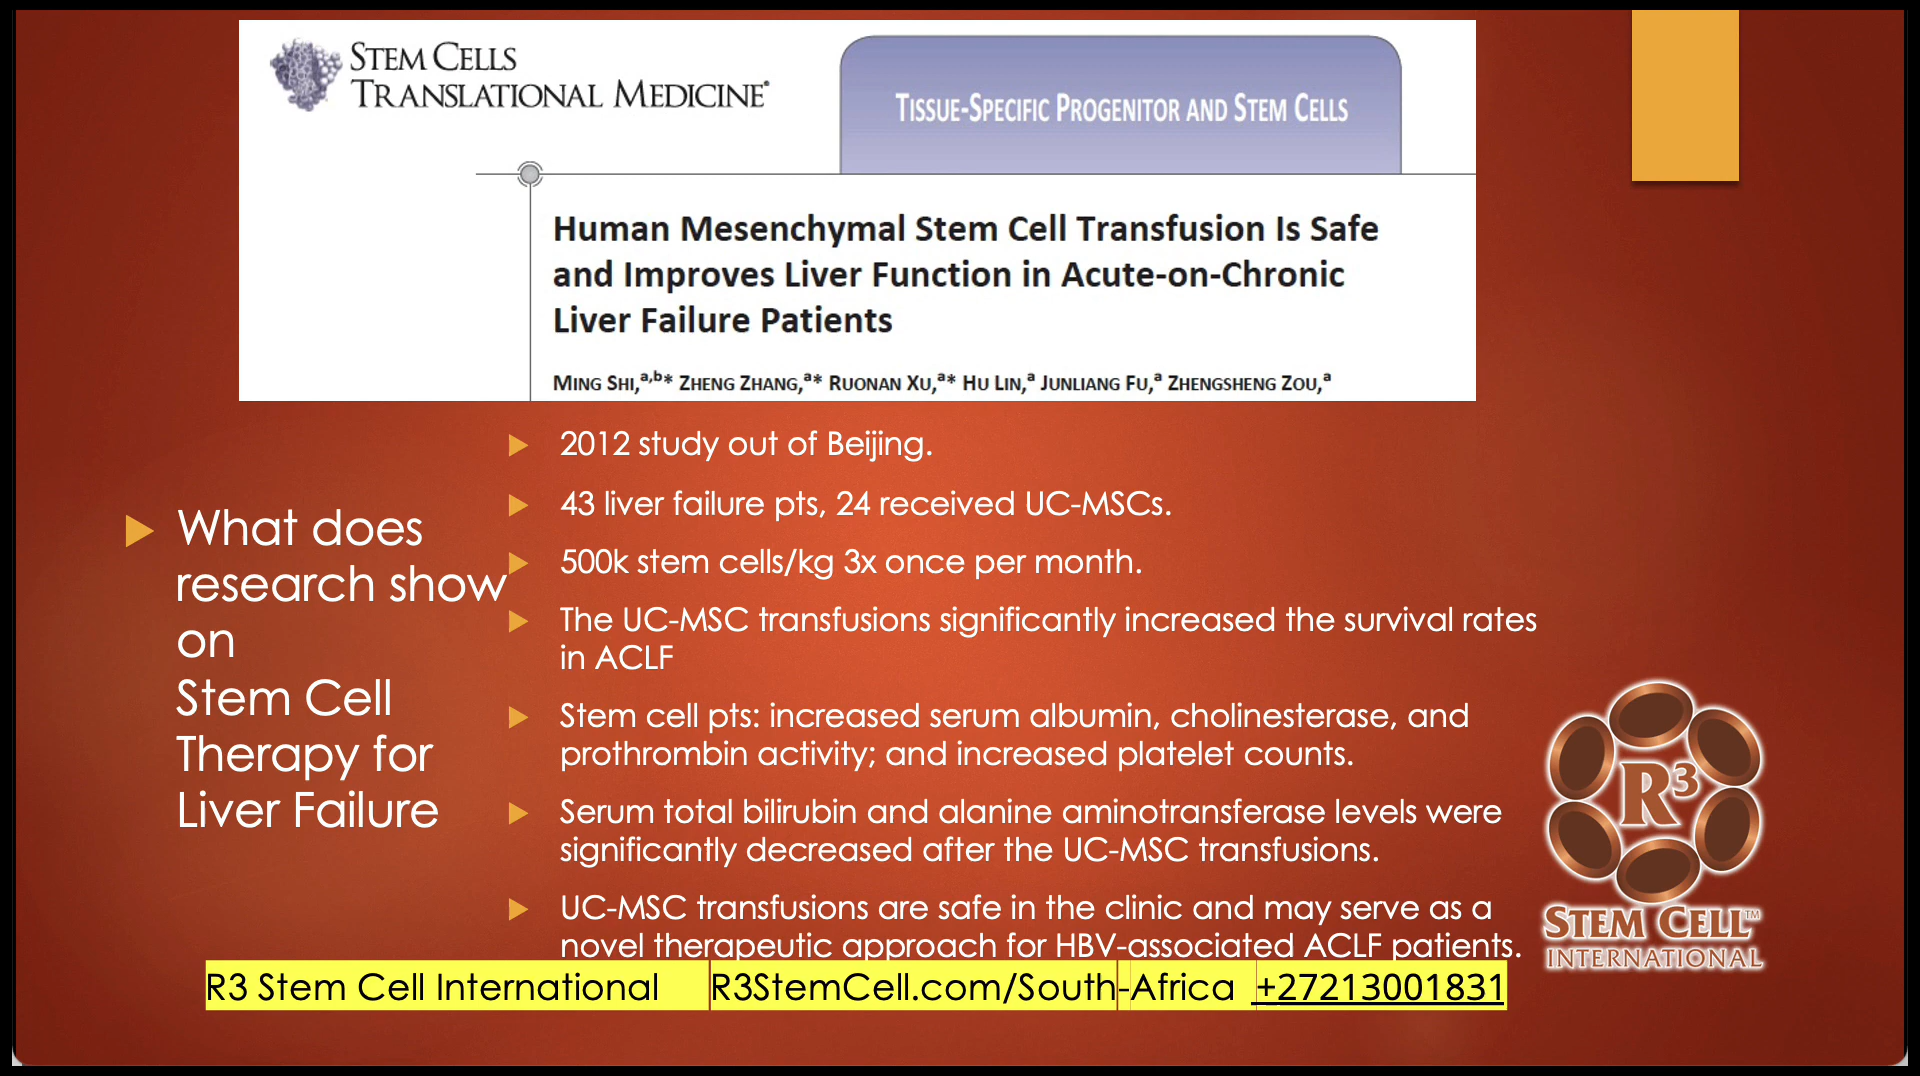 STEM CELLS
TRANSLATIONAL MEDICINE®
TISSUE-SPECIFIC PROGENITOR AND STEM CELLS
Human Mesenchymal Stem Cell Transfusion Is Safe
and Improves Liver Function in Acute-on-Chronic
Liver Failure Patients
MING SHI,a,b* ZHENG ZHANG,a* RUONAN XU,a* HU LIN,a JUNLIANG FU,a ZHENGSHENG ZOU,a
What does
research show
on
Stem Cell
Therapy for
Liver Failure
2012 study out of Beijing.
43 liver failure pts, 24 received UC-MSCs.
500k stem cells/kg 3x once per month.
The UC-MSC transfusions significantly increased the survival rates
in ACLF
Stem cell pts: increased serum albumin, cholinesterase, and
prothrombin activity; and increased platelet counts.
Serum total bilirubin and alanine aminotransferase levels were
significantly decreased after the UC-MSC transfusions.
UC-MSC transfusions are safe in the clinic and may serve as a
novel therapeutic approach for HBV-associated ACLF patients.
R3
STEM CELL™
INTERNATIONAL
R3 Stem Cell International R3StemCell.com/South-Africa +27213001831